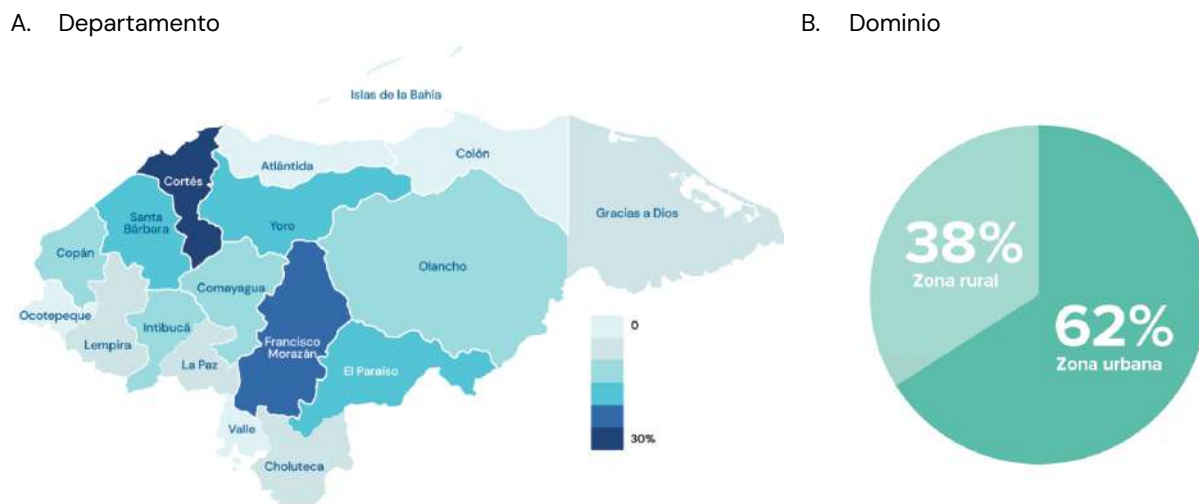 A. Departamento
B. Dominio
Islas de la Bahía
Atlántida
Colón
Cortés
Gracias a Dios
Santa
Bárbara
Yoro
Copán
Olancho
Comayagua
Ocotepeque
Intibucá
Lempira
La Paz
Francisco
Morazán
El Paraíso
Valle
Choluteca
0
30%
38%
Zona rural
62%
Zona urbana